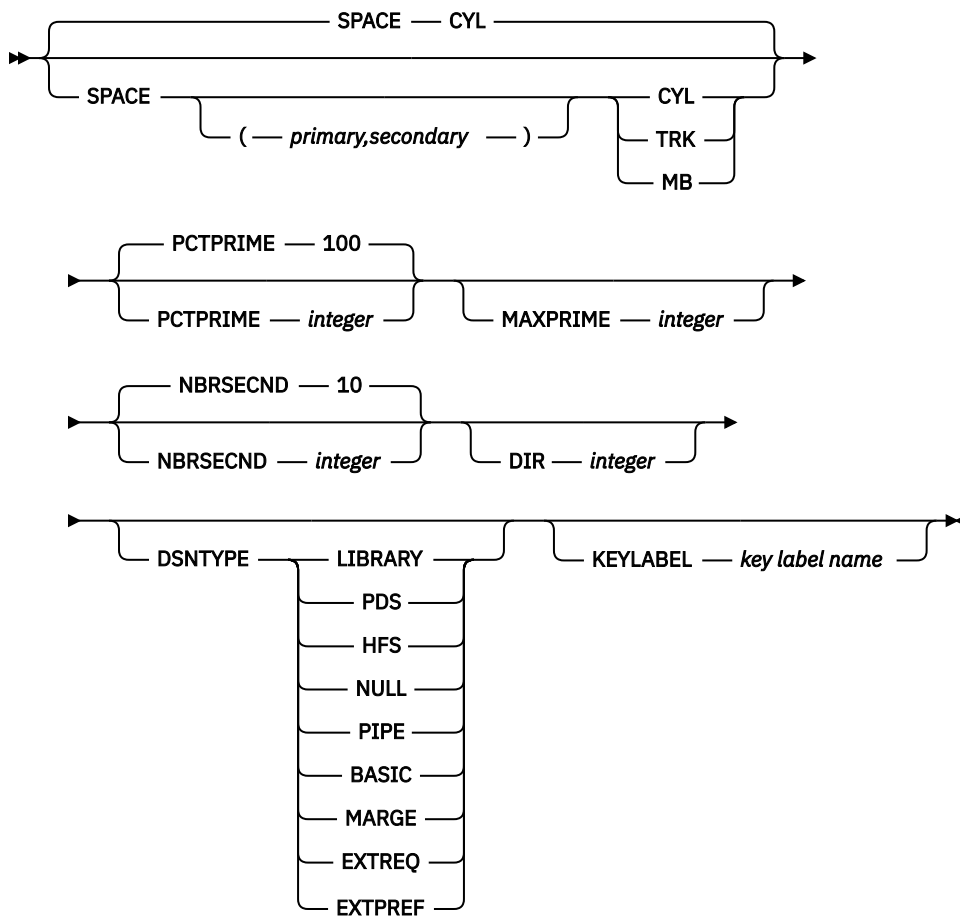 SPACE CYL
SPACE CYL
( primary,secondary ) TRK
MB
PCTPRIME 100
PCTPRIME integer MAXPRIME integer
NBRSECND 10
NBRSECND integer DIR integer
DSNTYPE LIBRARY KEYLABEL key label name
PDS
HFS
NULL
PIPE
BASIC
MARGE
EXTREQ
EXTPREF